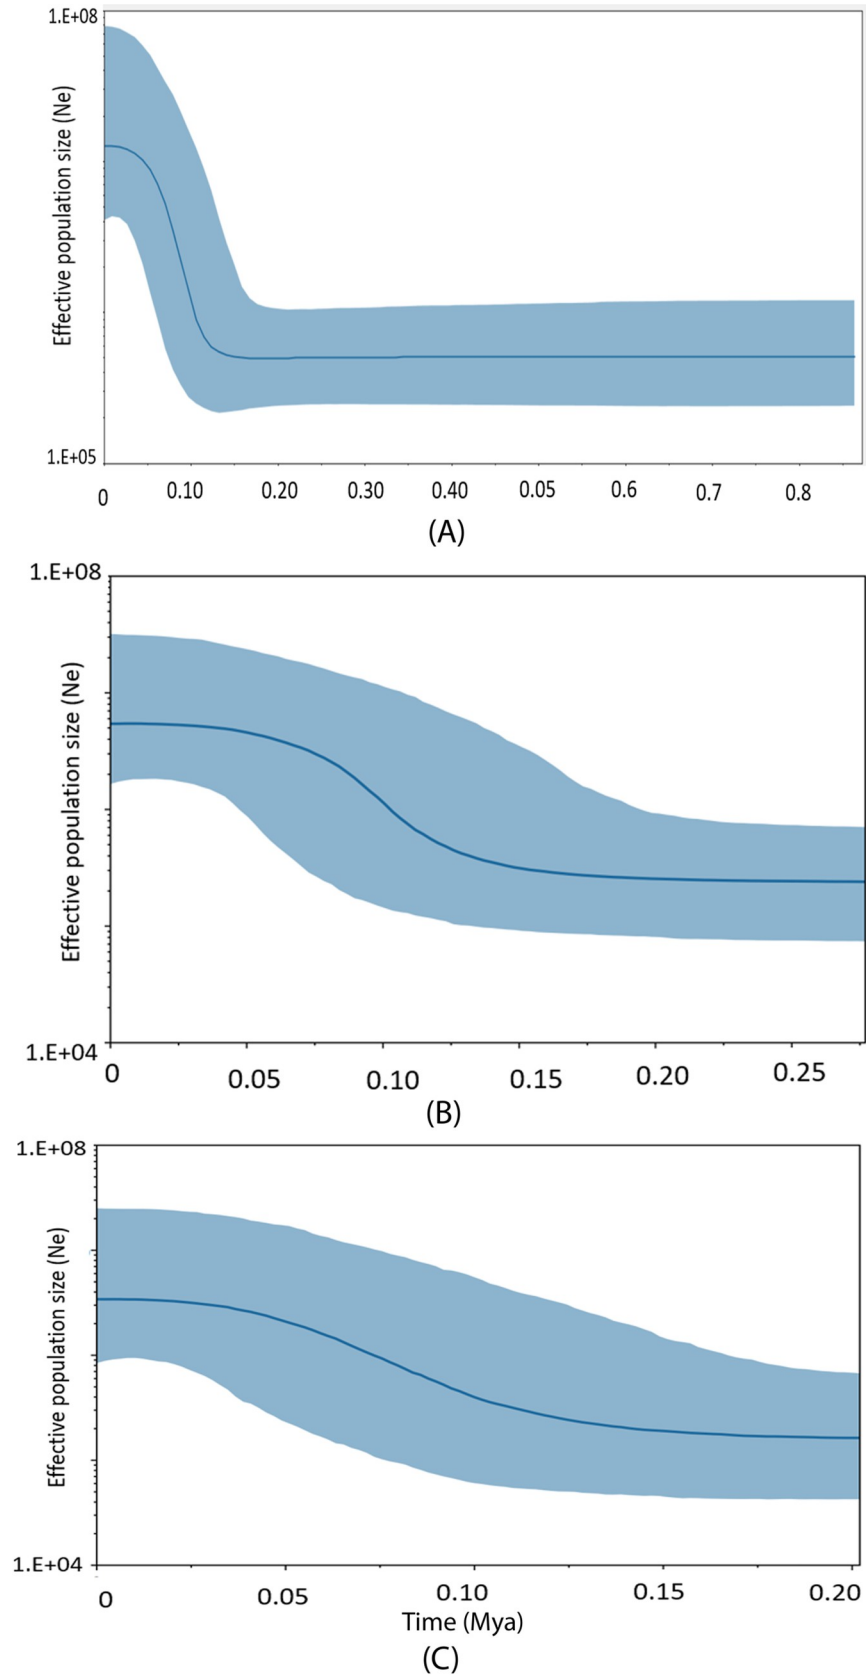 1.E+08
Effective population size (Ne)
1.E+05
0 0.10 0.20 0.30 0.40 0.05 0.6 0.7 0.8
(A)
1.E+08
Effective population size (Ne)
1.E+04
0 0.05 0.10 0.15 0.20 0.25
(B)
1.E+08
Effective population size (Ne)
1.E+04
0 0.05 0.10 0.15 0.20
Time (Mya)
(C)